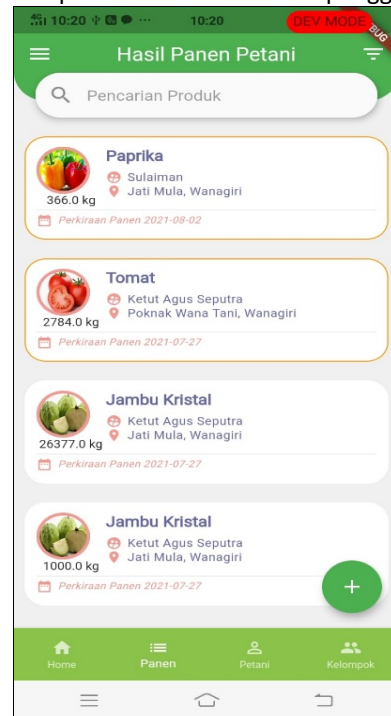 4G 10:20 ··· 10:20 DEV MODE
BUG
Hasil Panen Petani
Pencarian Produk
Paprika
Sulaiman
Jati Mula, Wanagiri
366.0 kg
Perkiraan Panen 2021-08-02
Tomat
Ketut Agus Seputra
Poknak Wana Tani, Wanagiri
2784.0 kg
Perkiraan Panen 2021-07-27
Jambu Kristal
Ketut Agus Seputra
Jati Mula, Wanagiri
26377.0 kg
Perkiraan Panen 2021-07-27
Jambu Kristal
Ketut Agus Seputra
Jati Mula, Wanagiri
1000.0 kg
Perkiraan Panen 2021-07-27
+
Home Panen Petani Kelompok